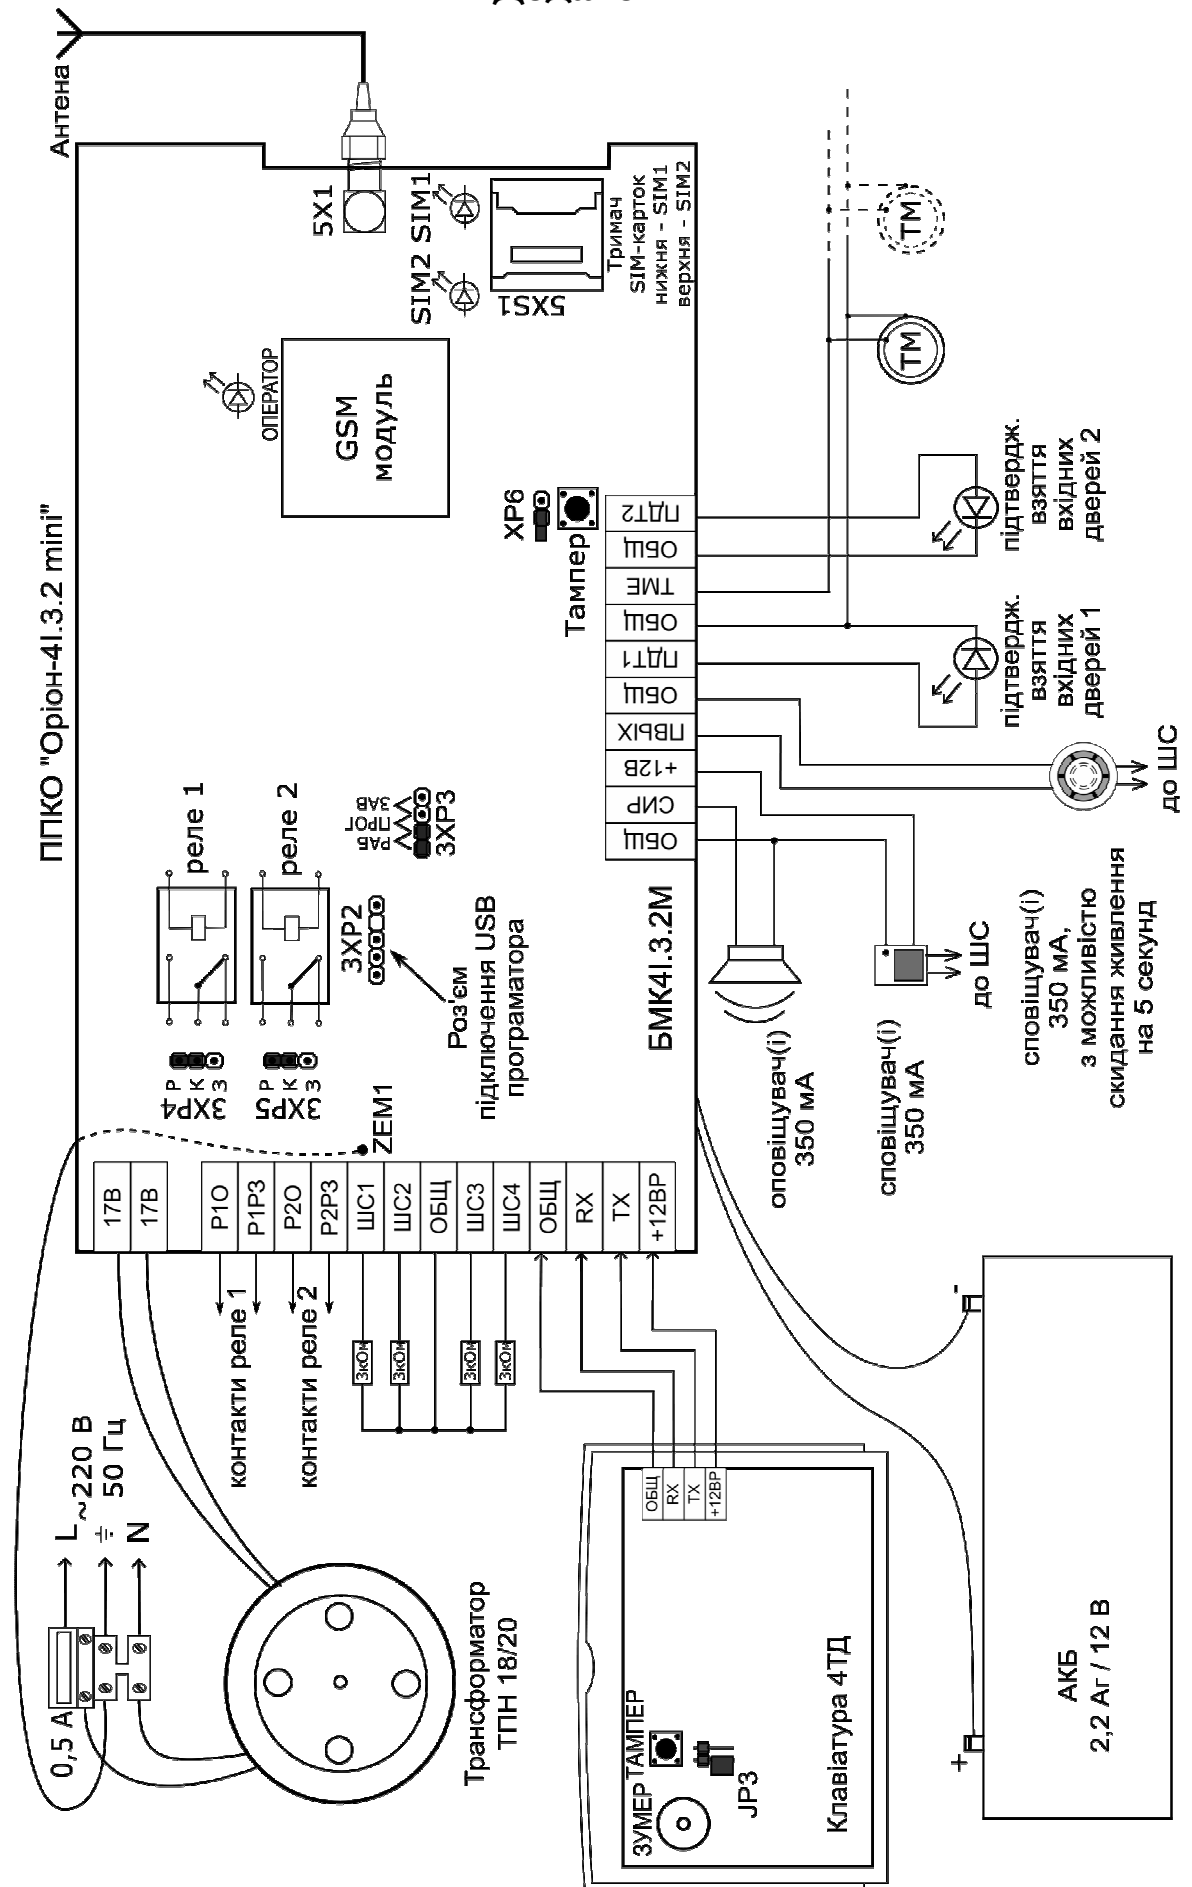 Антена
ППКО "Оріон-4І.3.2 mini"
5X1
SIM2 SIM1
5XS1
Тримач
SIM-карток
нижня - SIM1
верхня - SIM2
ОПЕРАТОР
GSM
модуль
XP6
Тампер
реле 1
реле 2
3XP4
Р
К
З
3XP5
Р
К
З
3XP2
3XP3
РАБ
ПРОГ
ЗАВ
Роз'єм
підключення USB
програматора
ZEM1
БМК4І.3.2М
17В
17В
Р1О
Р1РЗ
Р2О
Р2РЗ
ШС1
ШС2
ОБЩ
ШС3
ШС4
ОБЩ
RX
TX
+12ВР
ОБЩ
СИР
+12В
ПВЫХ
ОБЩ
ПДТ1
ОБЩ
ТМЕ
ОБЩ
ПДТ2
контакти реле 1
контакти реле 2
3кОм
3кОм
3кОм
3кОм
L
N
~220 В
50 Гц
0,5 А
Трансформатор
ТПН 18/20
ОБЩ
RX
TX
+12ВР
ЗУМЕР
ТАМПЕР
JP3
Клавіатура 4ТД
+
-
АКБ
2,2 Аг / 12 В
оповіщувач(і)
350 мА
сповіщувач(і)
350 мА
до ШС
сповіщувач(і)
350 мА,
з можливістю
скидання живлення
на 5 секунд
до ШС
підтвердж.
взяття
вхідних
дверей 1
підтвердж.
взяття
вхідних
дверей 2
ТМ
ТМ